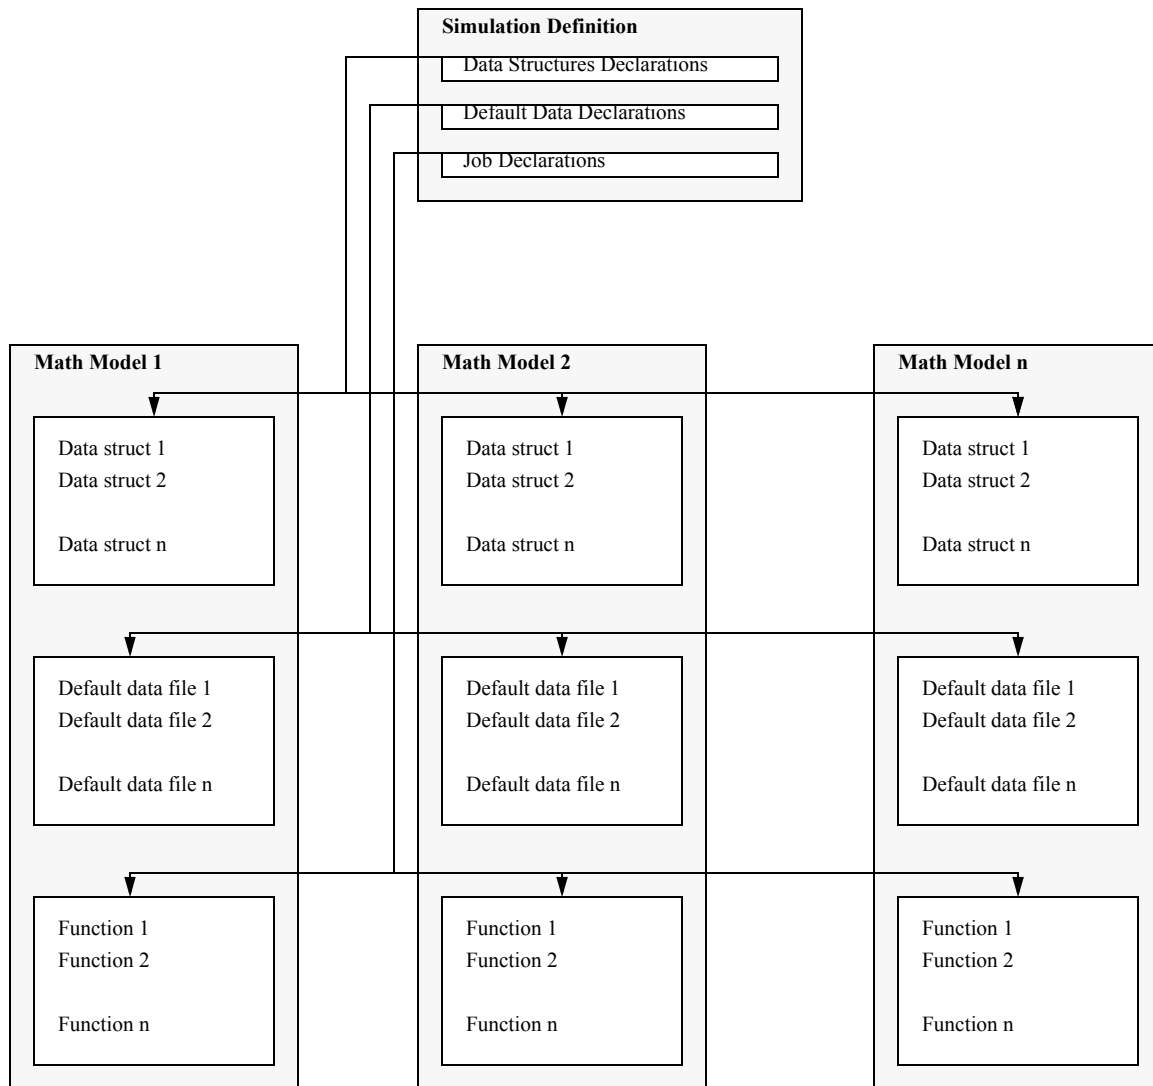 Simulation Definition
Data Structures Declarations
Default Data Declarations
Job Declarations
Math Model 1
Data struct 1
Data struct 2
Data struct n
Default data file 1
Default data file 2
Default data file n
Function 1
Function 2
Function n
Math Model 2
Data struct 1
Data struct 2
Data struct n
Default data file 1
Default data file 2
Default data file n
Function 1
Function 2
Function n
Math Model n
Data struct 1
Data struct 2
Data struct n
Default data file 1
Default data file 2
Default data file n
Function 1
Function 2
Function n